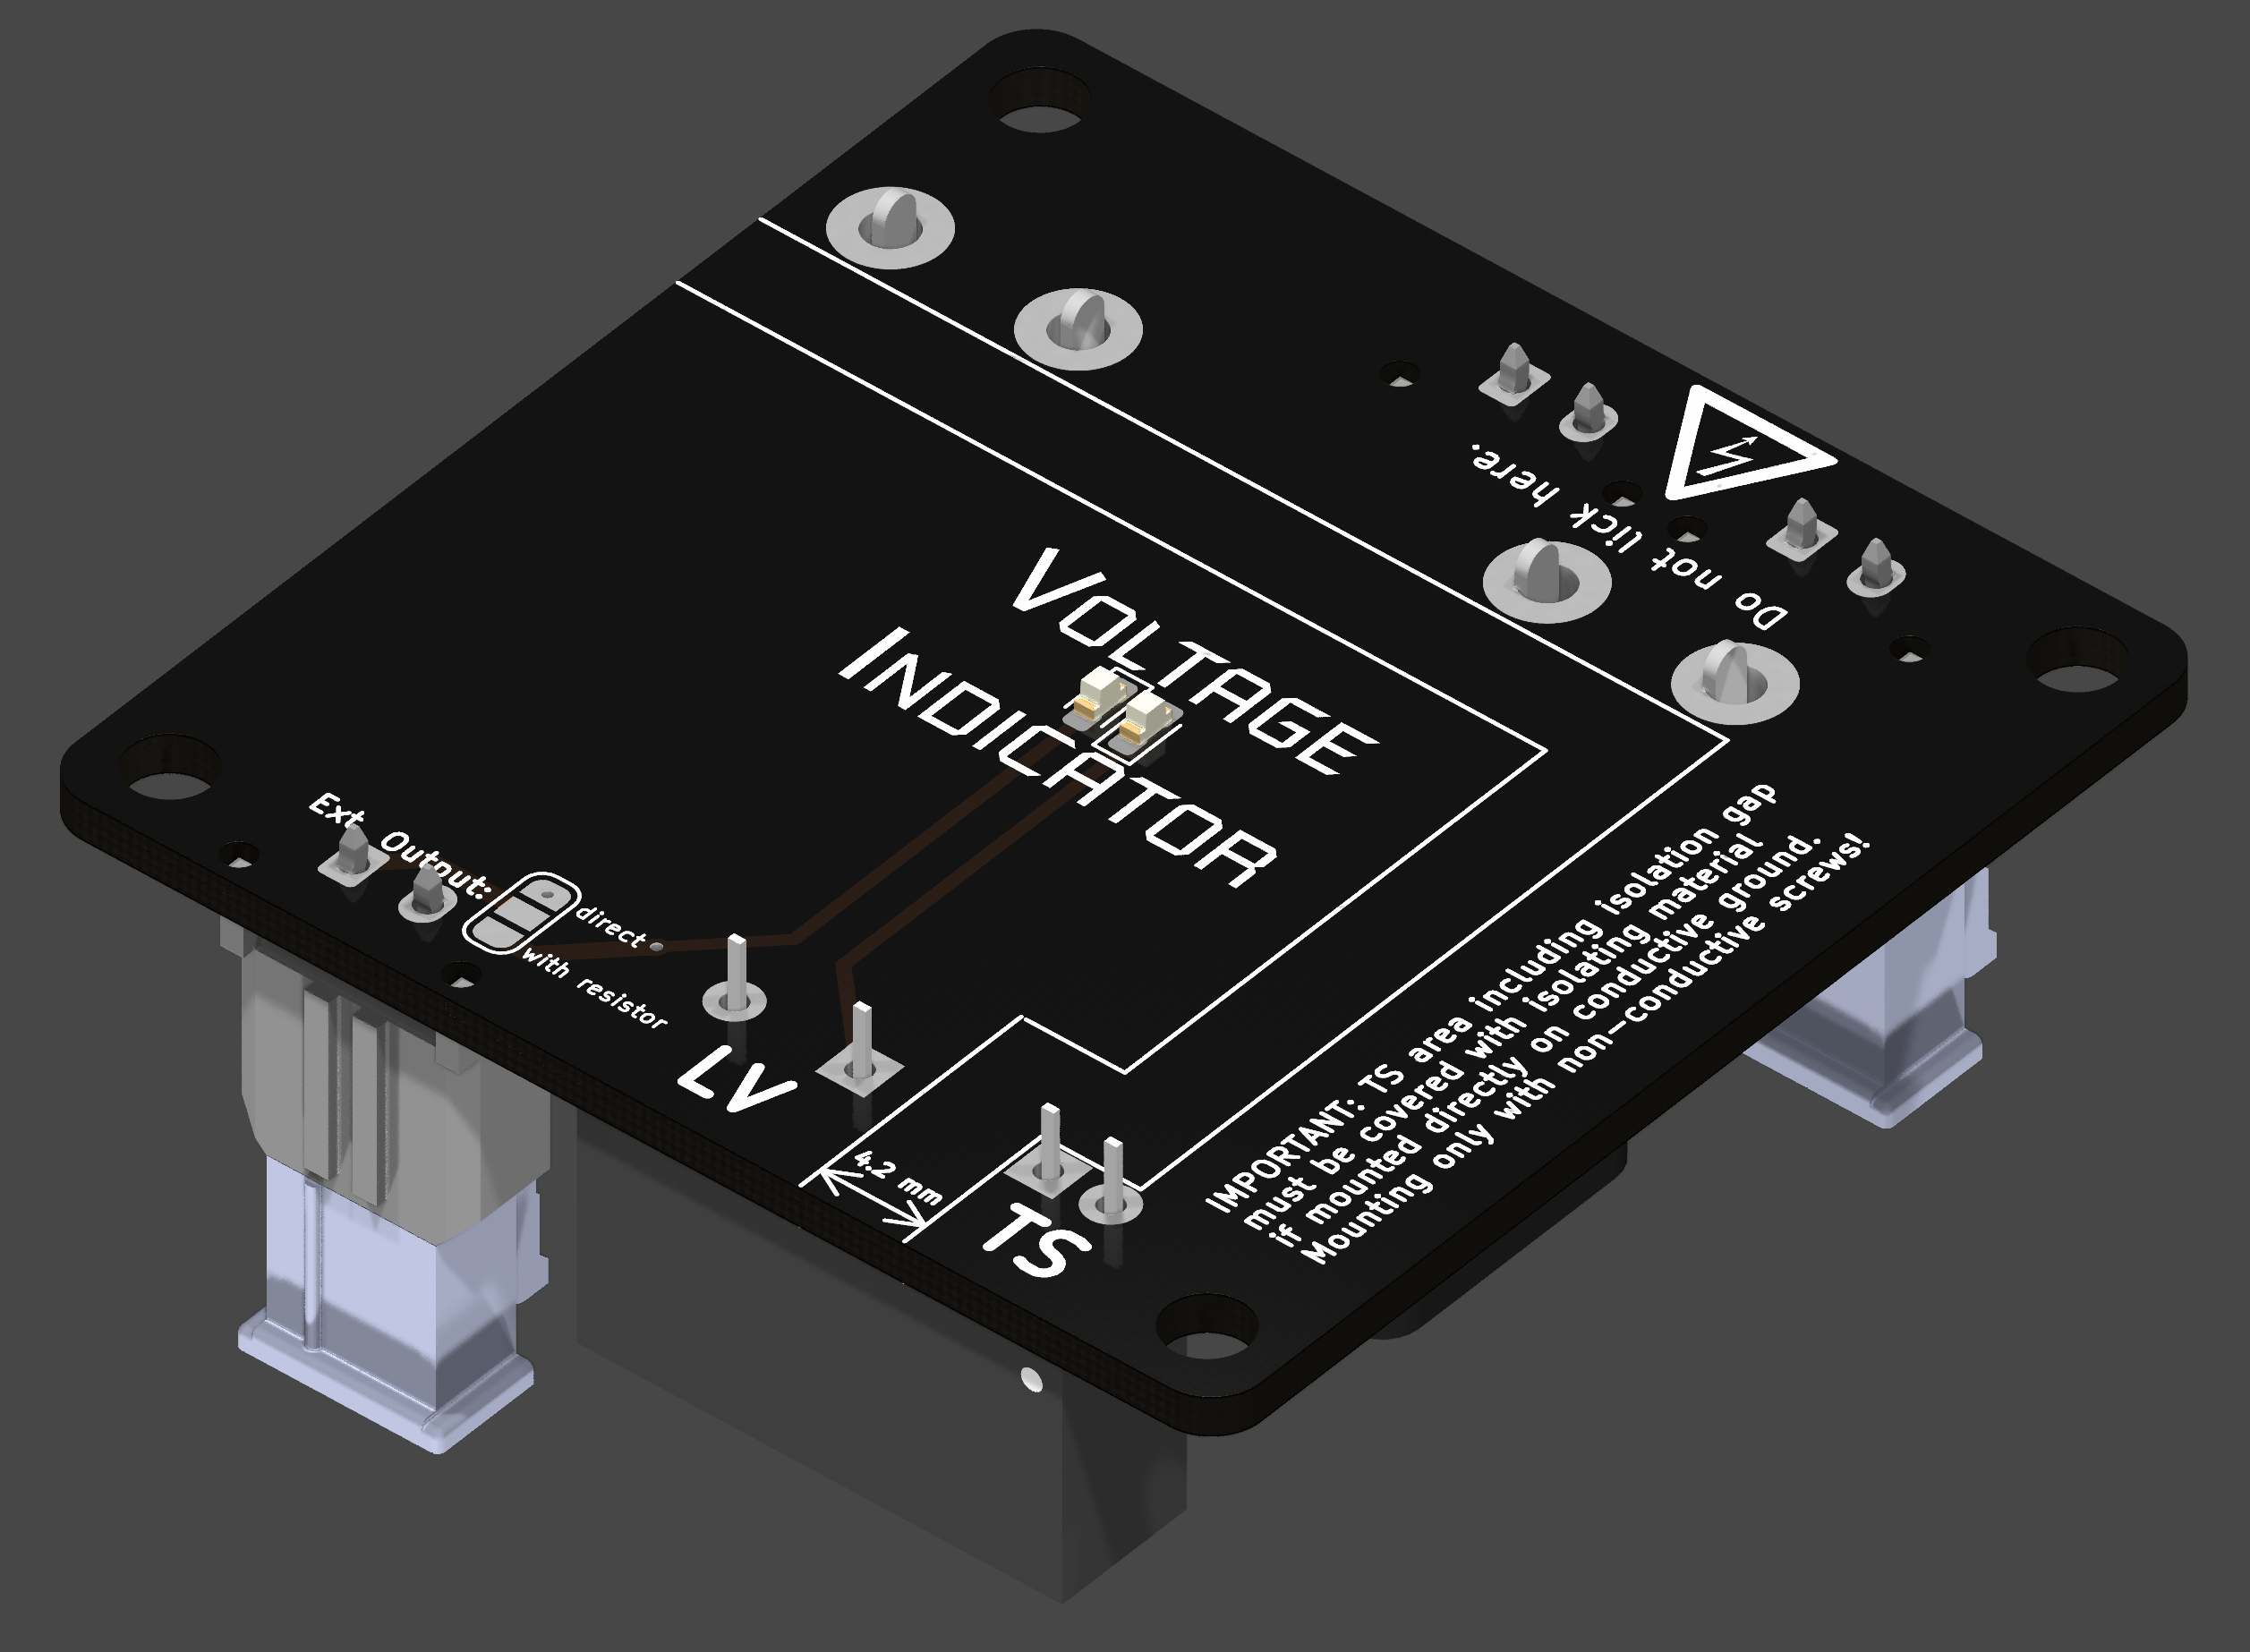 Do not lick here.
VOLTAGE
INDICATOR
Ext Output:
direct
with resistor
LV
4.2 mm
TS
IMPORTANT: TS area including isolation gap
must be covered with isolating material
if mounted directly on conductive ground.
Mounting only with non-conductive screws!